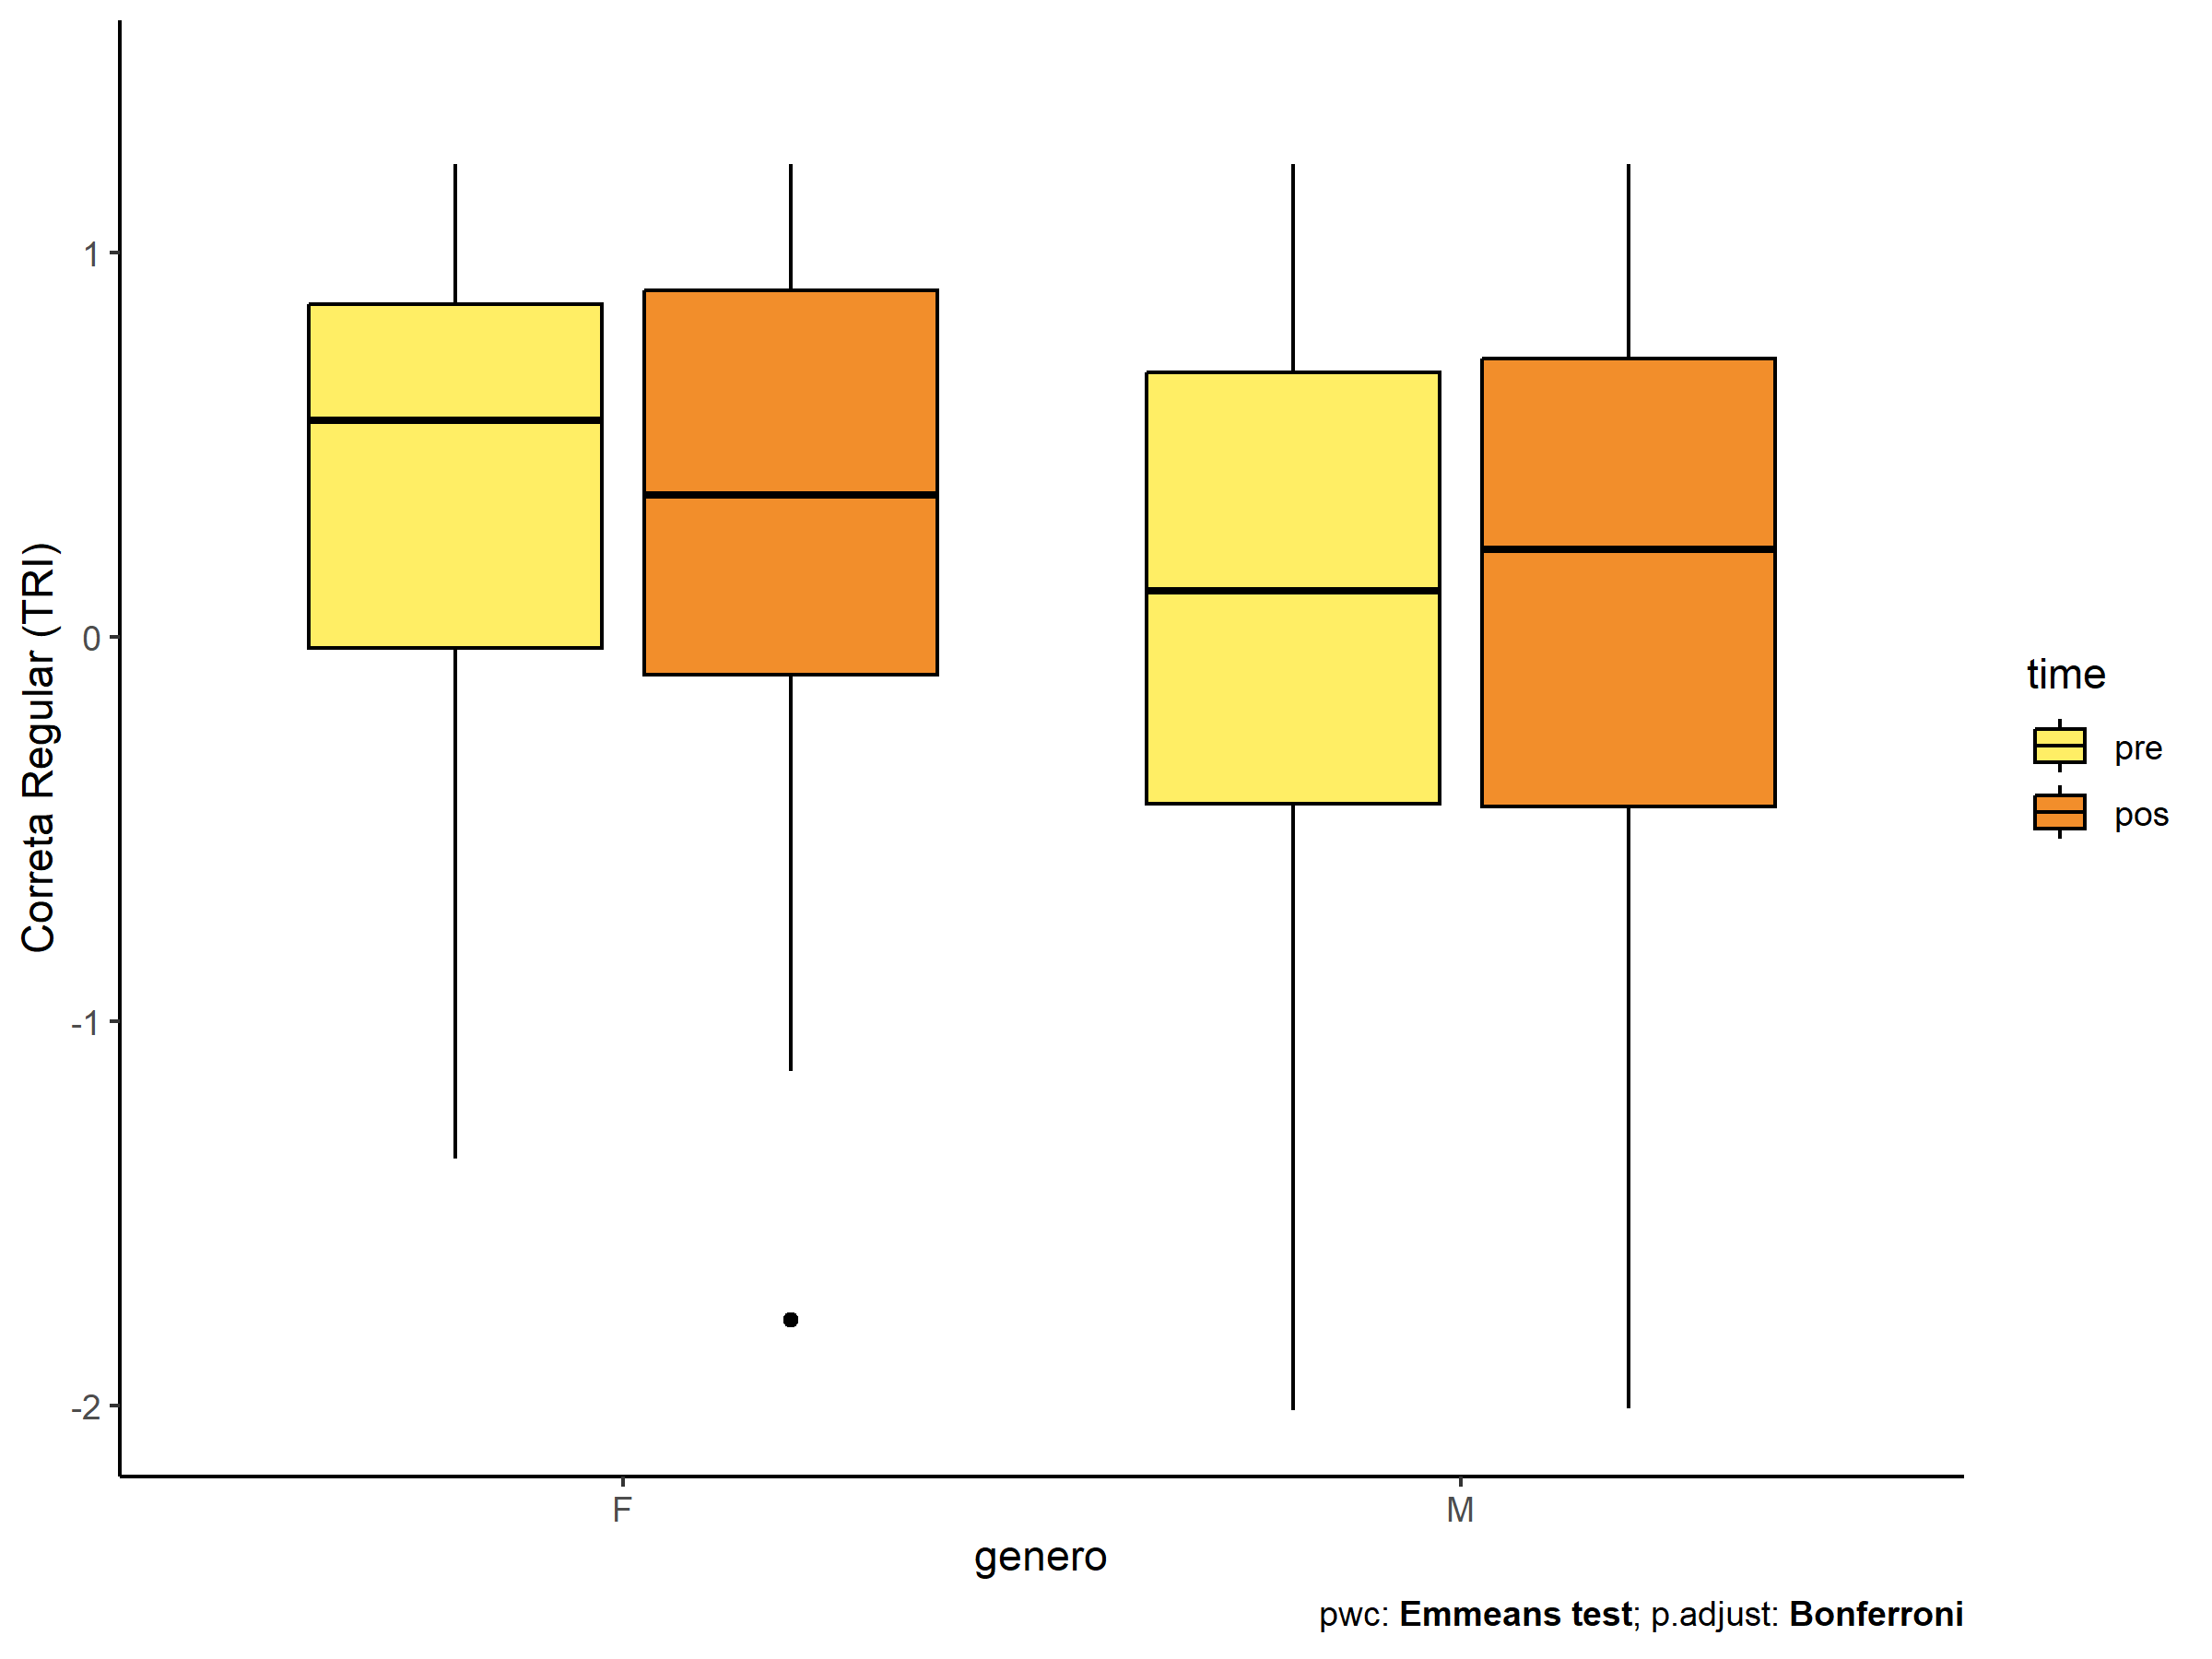 Correta Regular (TRI)
1
0
-1
-2
F
M
genero
time
pre
pos
pwc: Emmeans test; p.adjust: Bonferroni